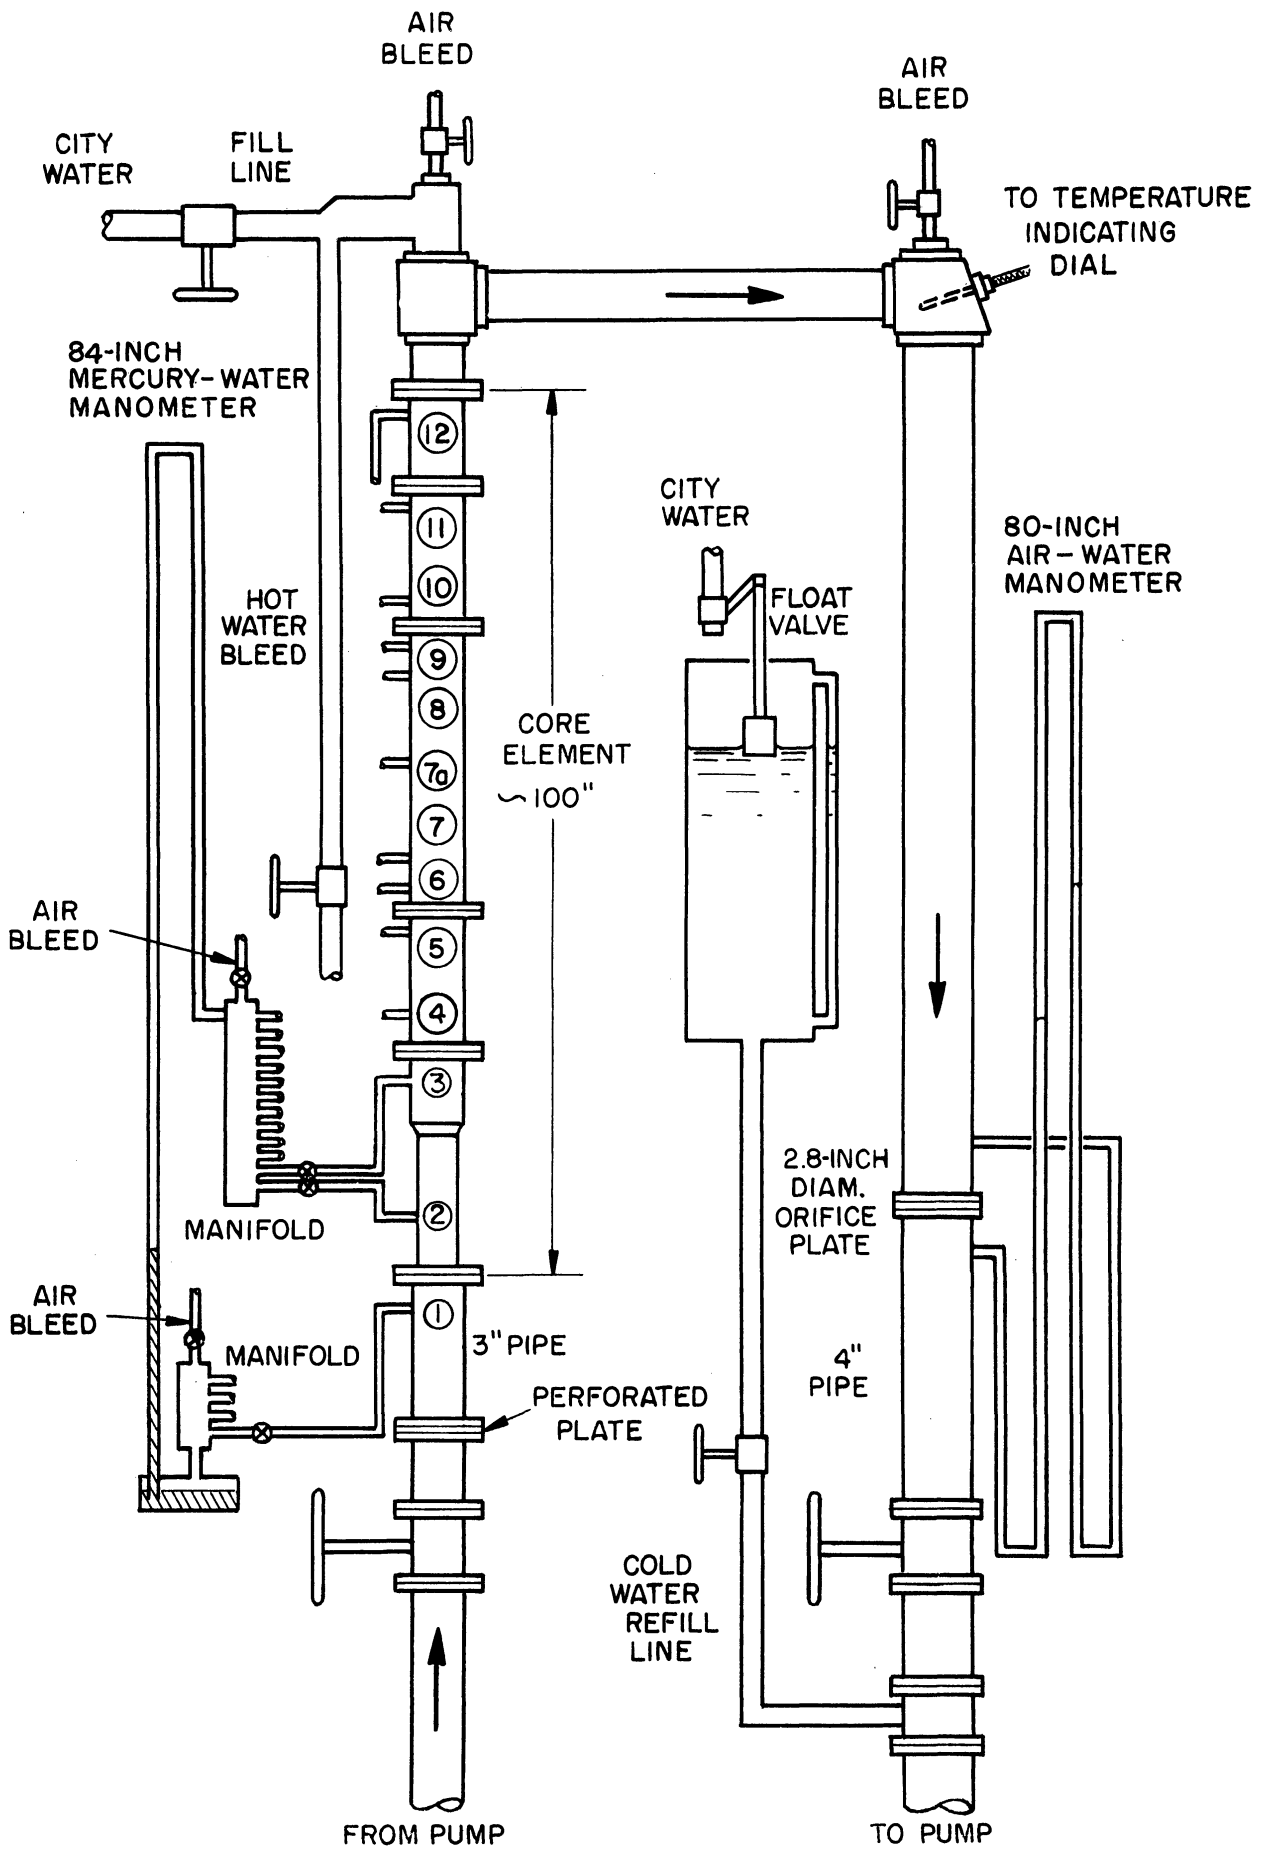 AIR
BLEED
AIR
BLEED
CITY
WATER
FILL
LINE
TO TEMPERATURE
INDICATING
DIAL
84-INCH
MERCURY-WATER
MANOMETER
12
11
10
9
8
7a
7
6
5
4
3
2
1
HOT
WATER
BLEED
CORE
ELEMENT
~100"
CITY
WATER
FLOAT
VALVE
80-INCH
AIR-WATER
MANOMETER
AIR
BLEED
MANIFOLD
AIR
BLEED
MANIFOLD
3" PIPE
PERFORATED
PLATE
2.8-INCH
DIAM.
ORIFICE
PLATE
4"
PIPE
COLD
WATER
REFILL
LINE
FROM PUMP
TO PUMP